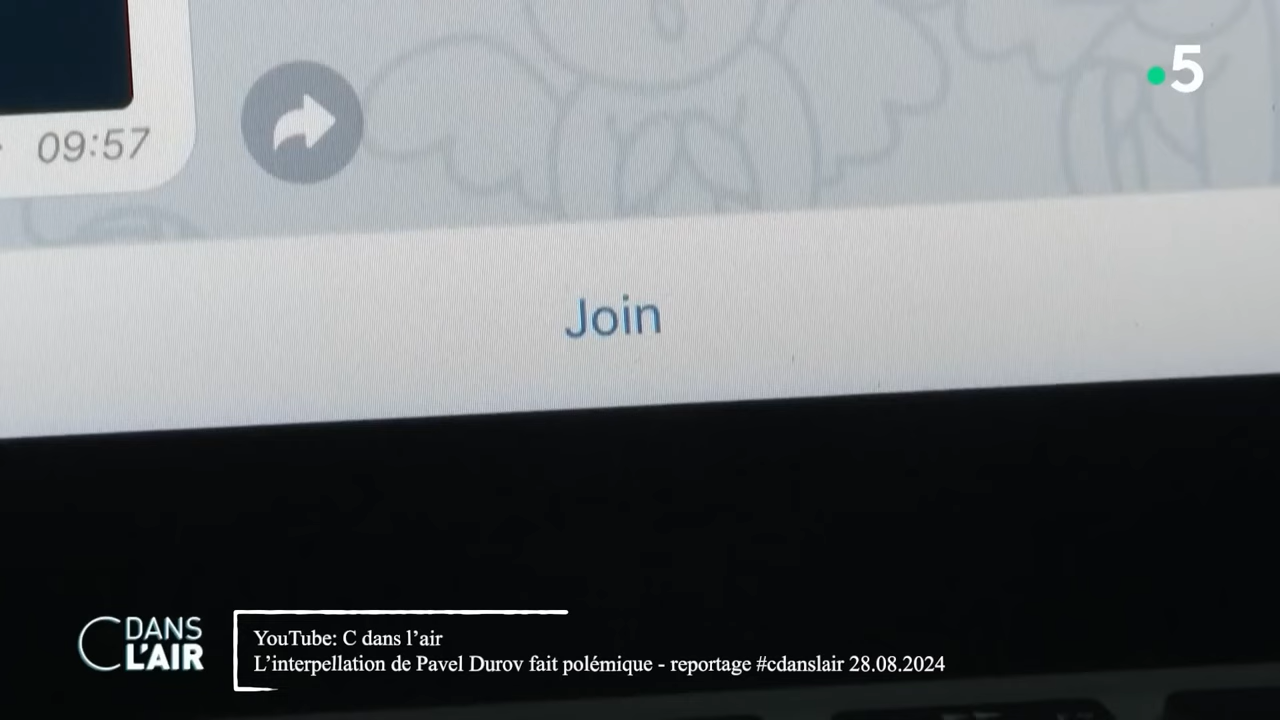 5
09:57
Join
C DANS
L'AIR
YouTube: C dans l’air
L’interpellation de Pavel Durov fait polémique - reportage #cdanslair 28.08.2024